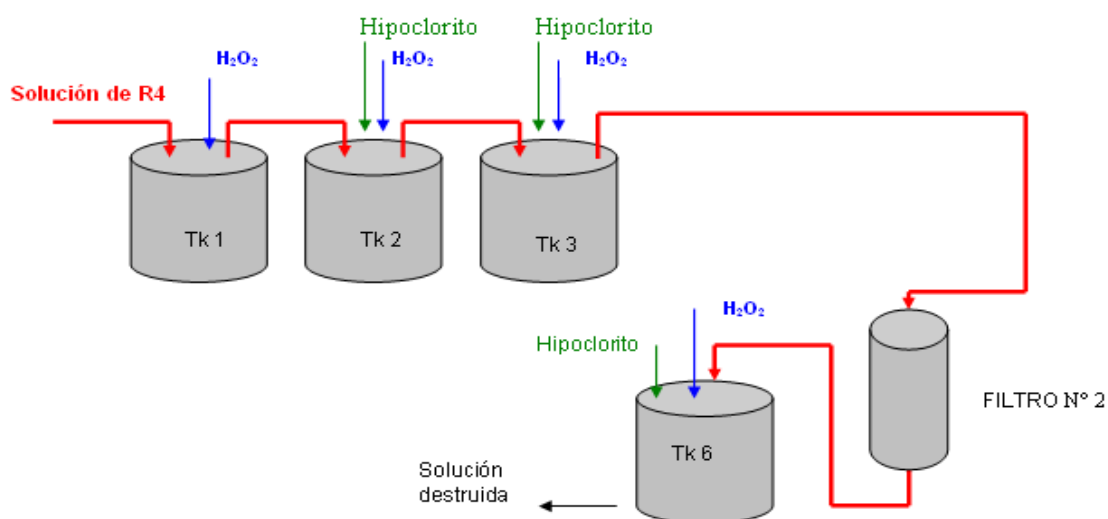 Hipoclorito
Hipoclorito
H₂O₂
H₂O₂
H₂O₂
Solución de R4
Tk 1
Tk 2
Tk 3
H₂O₂
Hipoclorito
FILTRO Nº 2
Tk 6
Solución
destruida